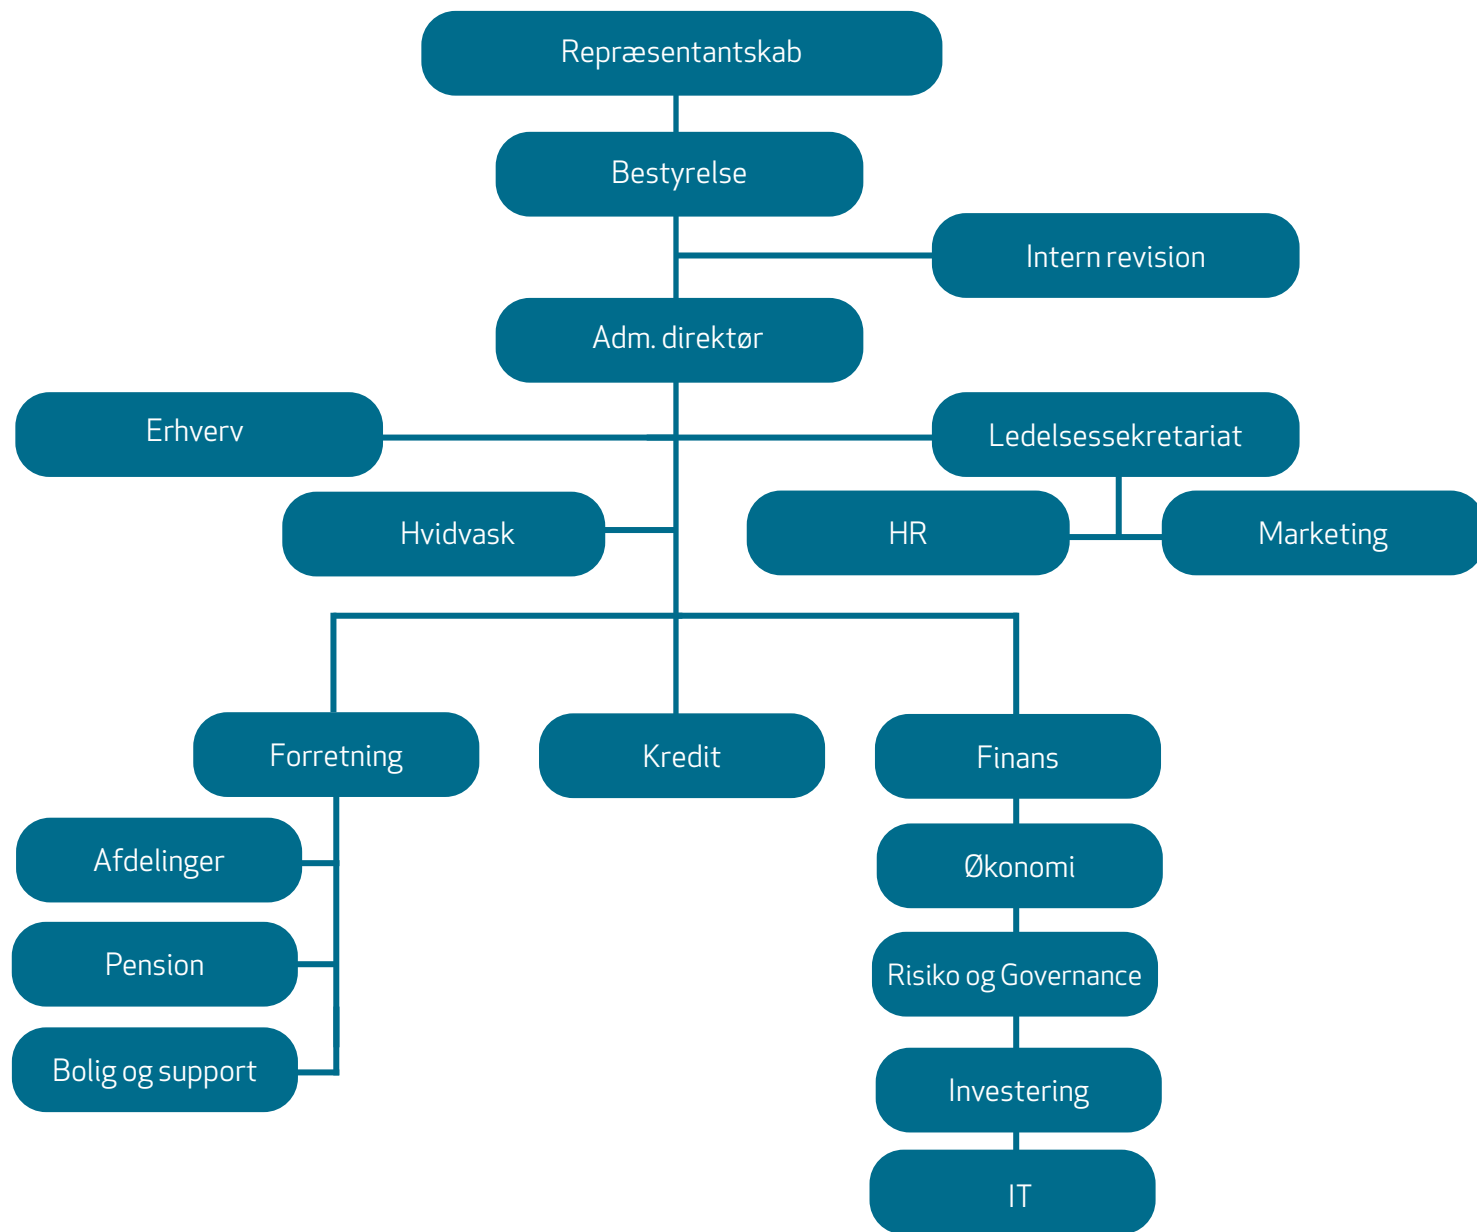 Repræsentantskab
Bestyrelse
Intern revision
Adm. direktør
Erhverv
Ledelsessekretariat
Hvidvask
HR
Marketing
Forretning
Kredit
Finans
Afdelinger
Økonomi
Pension
Risiko og Governance
Bolig og support
Investering
IT